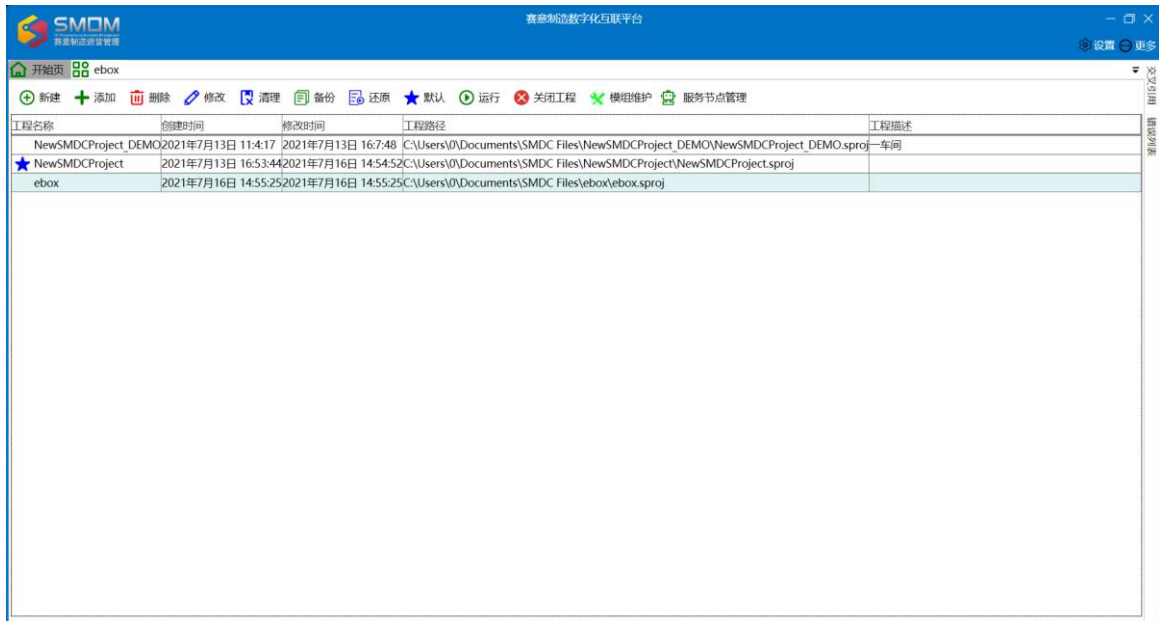 赛意制造数字化互联平台
SMOM
赛意制造运营管理
设置 更多
开始页 ebox
新建 添加 删除 修改 清理 备份 还原 默认 运行 关闭工程 模组维护 服务节点管理
工程名称 创建时间 修改时间 工程路径 工程描述
NewSMDCProject_DEMO 2021年7月13日 11:4:17 2021年7月13日 16:7:48 C:\Users\0\Documents\SMDC Files\NewSMDCProject_DEMO\NewSMDCProject_DEMO.sproj 一车间
NewSMDCProject 2021年7月13日 16:53:44 2021年7月16日 14:54:52 C:\Users\0\Documents\SMDC Files\NewSMDCProject\NewSMDCProject.sproj
ebox 2021年7月16日 14:55:25 2021年7月16日 14:55:25 C:\Users\0\Documents\SMDC Files\ebox\ebox.sproj
交叉引用
错误列表